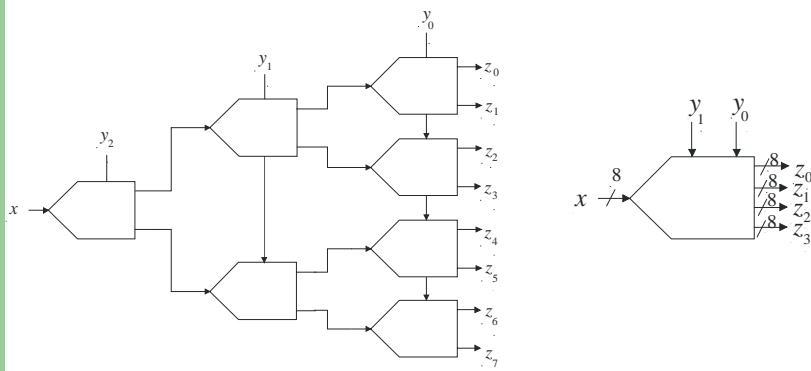 y₀
y₁
y₂
x
z₀
z₁
z₂
z₃
z₄
z₅
z₆
z₇
y₁ y₀
8
x
8
z₀
8
z₁
8
z₂
8
z₃